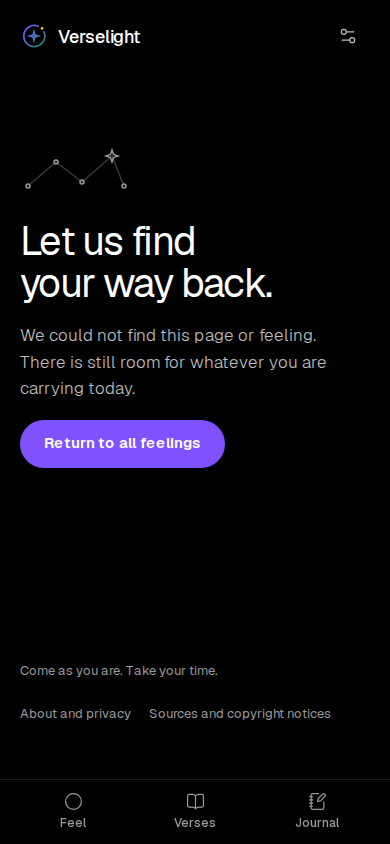 Verselight
Let us find
your way back.
We could not find this page or feeling.
There is still room for whatever you are
carrying today.
Return to all feelings
Come as you are. Take your time.
About and privacy
Sources and copyright notices
Feel
Verses
Journal